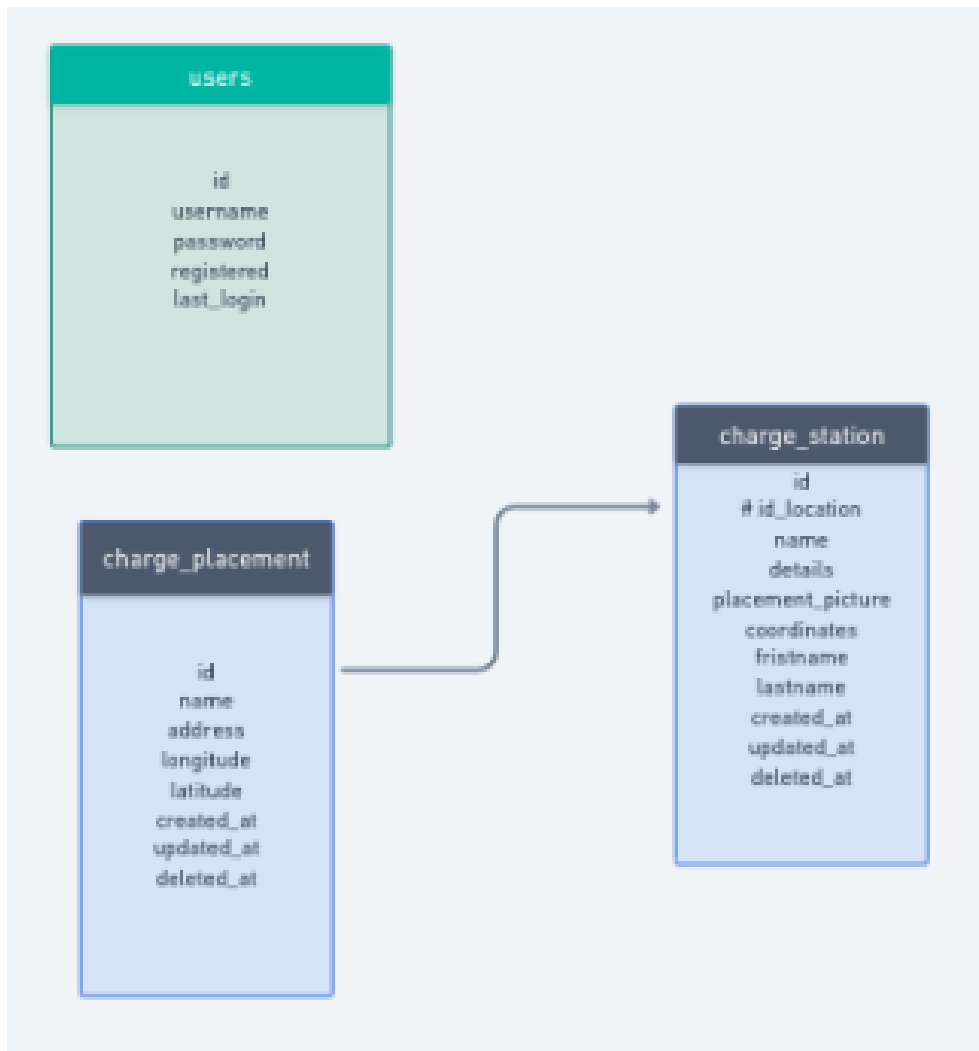 users
id
username
password
registered
last_login
charge_placement
id
name
address
longitude
latitude
created_at
updated_at
deleted_at
charge_station
id
# id_location
name
details
placement_picture
coordinates
fristname
lastname
created_at
updated_at
deleted_at